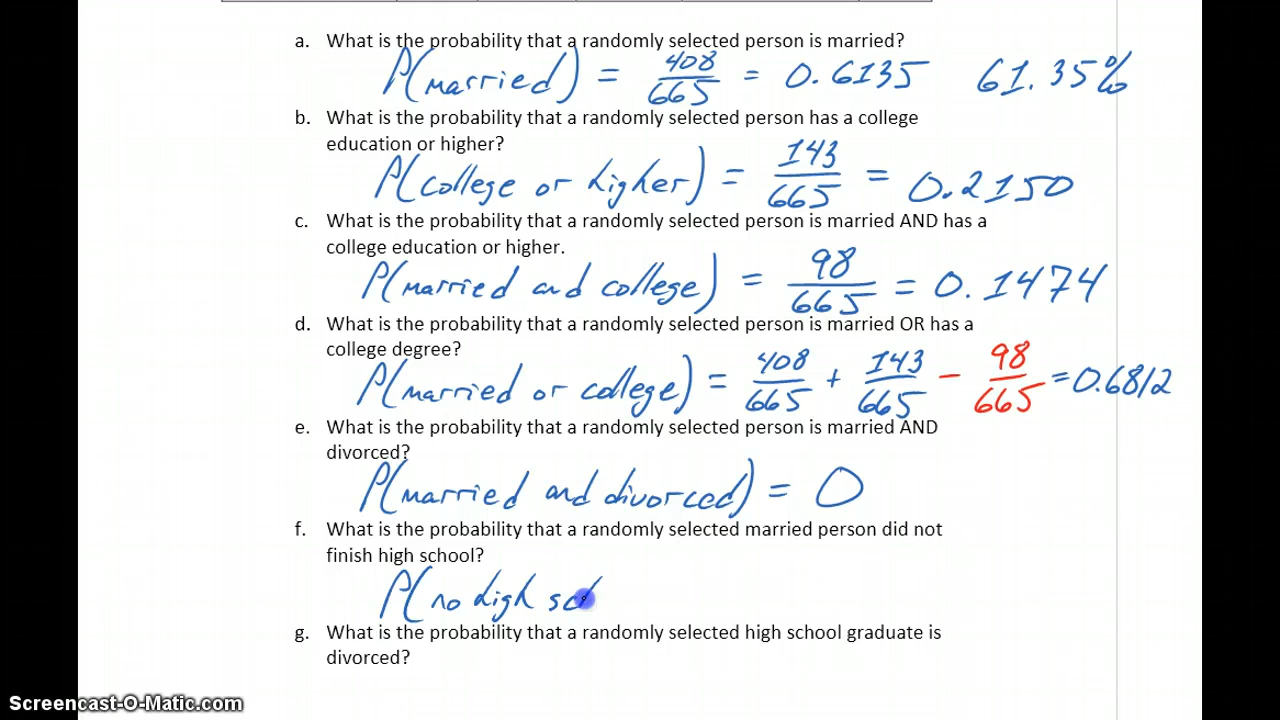 a. What is the probability that a randomly selected person is married?
P(married) = 408/665 = 0.6135 61.35%
b. What is the probability that a randomly selected person has a college
education or higher?
P(college or higher) = 143/665 = 0.2150
c. What is the probability that a randomly selected person is married AND has a
college education or higher.
P(married and college) = 98/665 = 0.1474
d. What is the probability that a randomly selected person is married OR has a
college degree?
P(married or college) = 408/665 + 143/665 - 98/665 = 0.6812
e. What is the probability that a randomly selected person is married AND
divorced?
P(married and divorced) = 0
f. What is the probability that a randomly selected married person did not
finish high school?
P(no high
g. What is the probability that a randomly selected high school graduate is
divorced?
Screencast-O-Matic.com